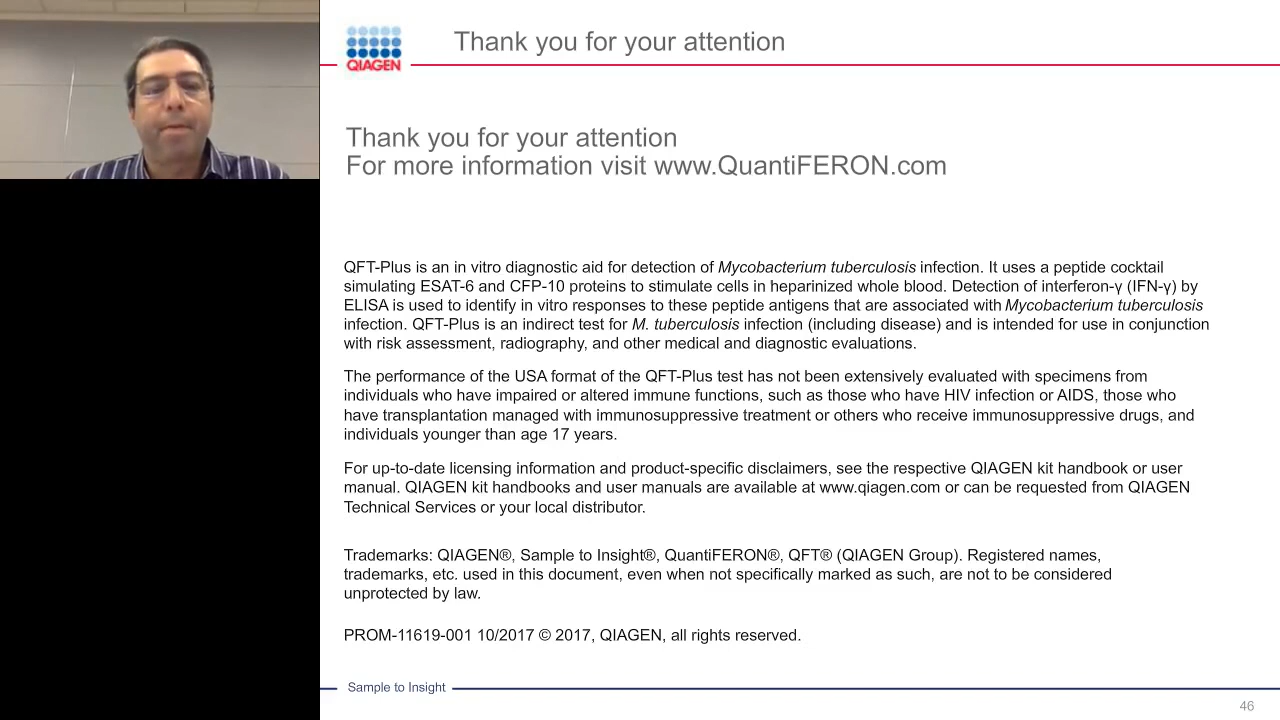 QIAGEN
Thank you for your attention
Thank you for your attention
For more information visit www.QuantiFERON.com
QFT-Plus is an in vitro diagnostic aid for detection of Mycobacterium tuberculosis infection. It uses a peptide cocktail
simulating ESAT-6 and CFP-10 proteins to stimulate cells in heparinized whole blood. Detection of interferon-γ (IFN-γ) by
ELISA is used to identify in vitro responses to these peptide antigens that are associated with Mycobacterium tuberculosis
infection. QFT-Plus is an indirect test for M. tuberculosis infection (including disease) and is intended for use in conjunction
with risk assessment, radiography, and other medical and diagnostic evaluations.
The performance of the USA format of the QFT-Plus test has not been extensively evaluated with specimens from
individuals who have impaired or altered immune functions, such as those who have HIV infection or AIDS, those who
have transplantation managed with immunosuppressive treatment or others who receive immunosuppressive drugs, and
individuals younger than age 17 years.
For up-to-date licensing information and product-specific disclaimers, see the respective QIAGEN kit handbook or user
manual. QIAGEN kit handbooks and user manuals are available at www.qiagen.com or can be requested from QIAGEN
Technical Services or your local distributor.
Trademarks: QIAGEN®, Sample to Insight®, QuantiFERON®, QFT® (QIAGEN Group). Registered names,
trademarks, etc. used in this document, even when not specifically marked as such, are not to be considered
unprotected by law.
PROM-11619-001 10/2017 © 2017, QIAGEN, all rights reserved.
Sample to Insight
46